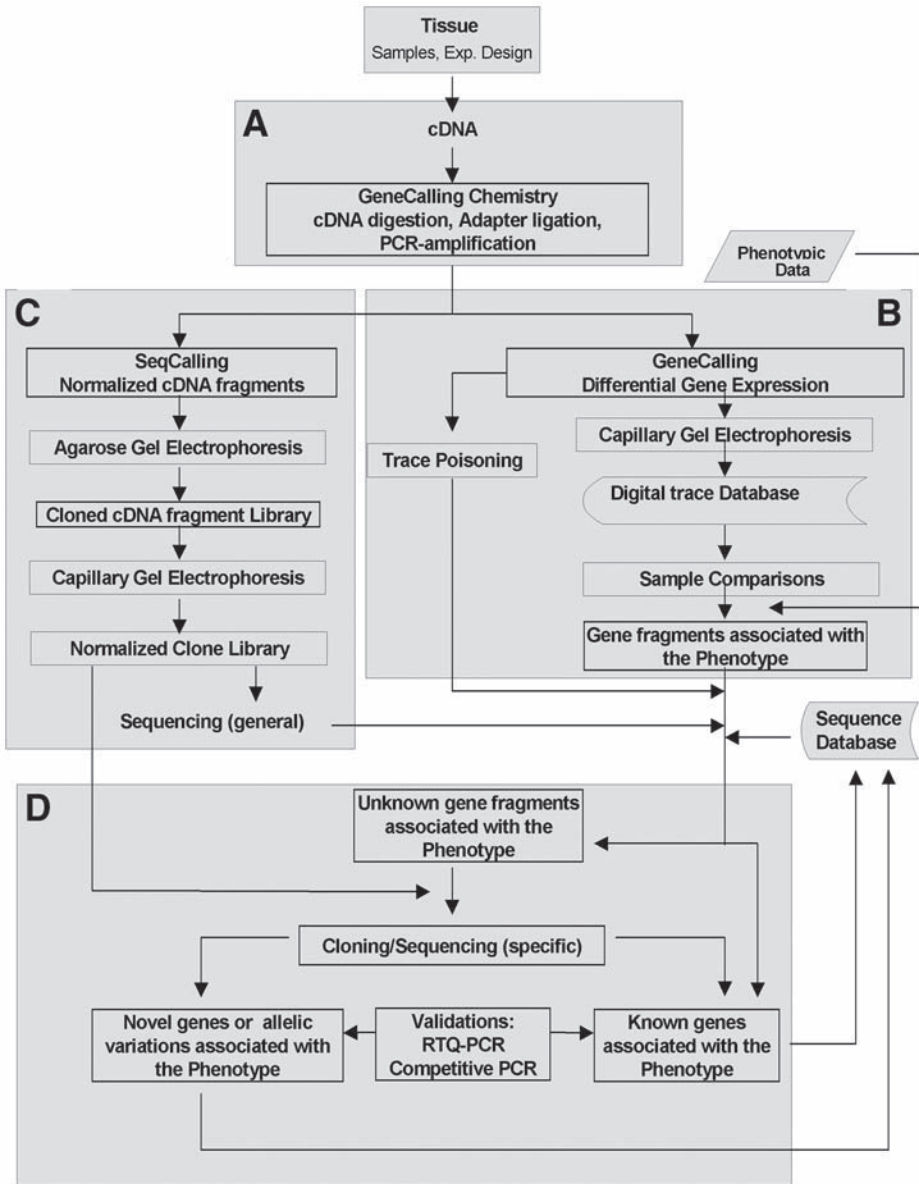 Tissue
Samples, Exp. Design
A
cDNA
GeneCalling Chemistry
cDNA digestion, Adapter ligation,
PCR-amplification
Phenotypic
Data
C
B
SeqCalling
Normalized cDNA fragments
GeneCalling
Differential Gene Expression
Agarose Gel Electrophoresis
Trace Poisoning
Capillary Gel Electrophoresis
Cloned cDNA fragment Library
Digital trace Database
Capillary Gel Electrophoresis
Sample Comparisons
Normalized Clone Library
Gene fragments associated with
the Phenotype
Sequencing (general)
Sequence
Database
D
Unknown gene fragments
associated with the
Phenotype
Cloning/Sequencing (specific)
Novel genes or allelic
variations associated with
the Phenotype
Validations:
RTQ-PCR
Competitive PCR
Known genes
associated with the
Phenotype